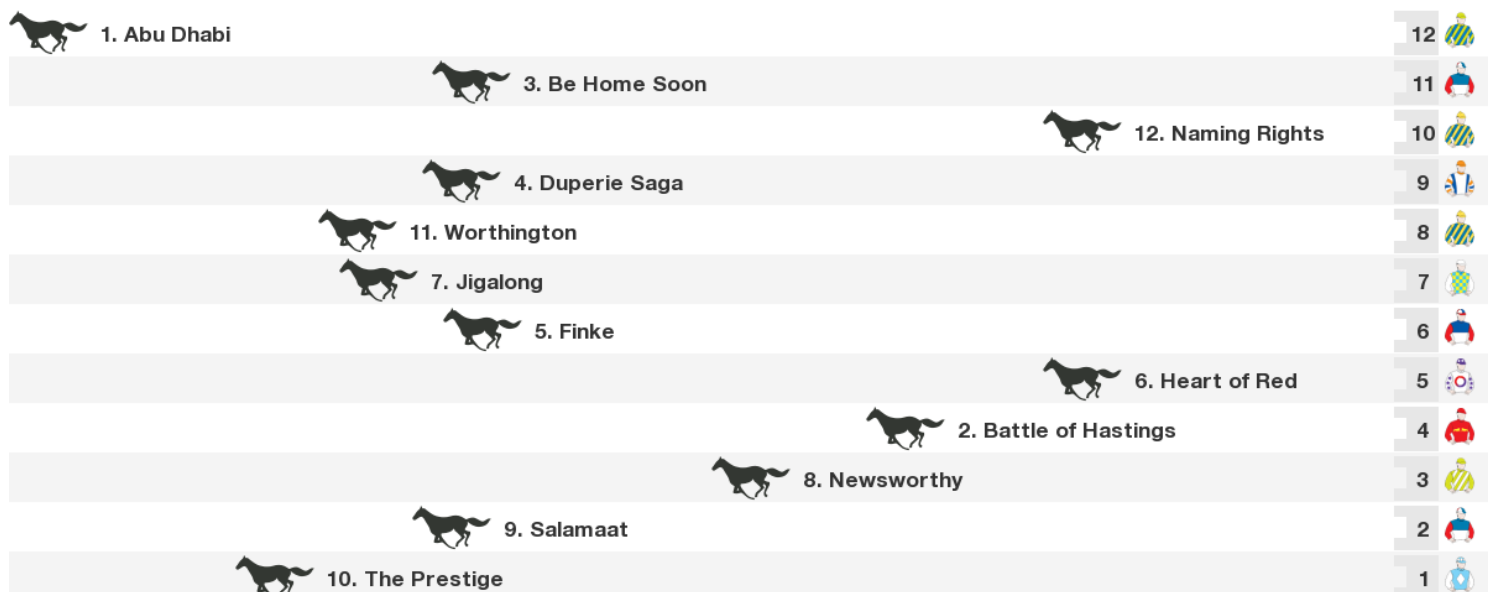 1. Abu Dhabi 12
3. Be Home Soon 11
12. Naming Rights 10
4. Duperie Saga 9
11. Worthington 8
7. Jigalong 7
5. Finke 6
6. Heart of Red 5
2. Battle of Hastings 4
8. Newsworthy 3
9. Salamaat 2
10. The Prestige 1